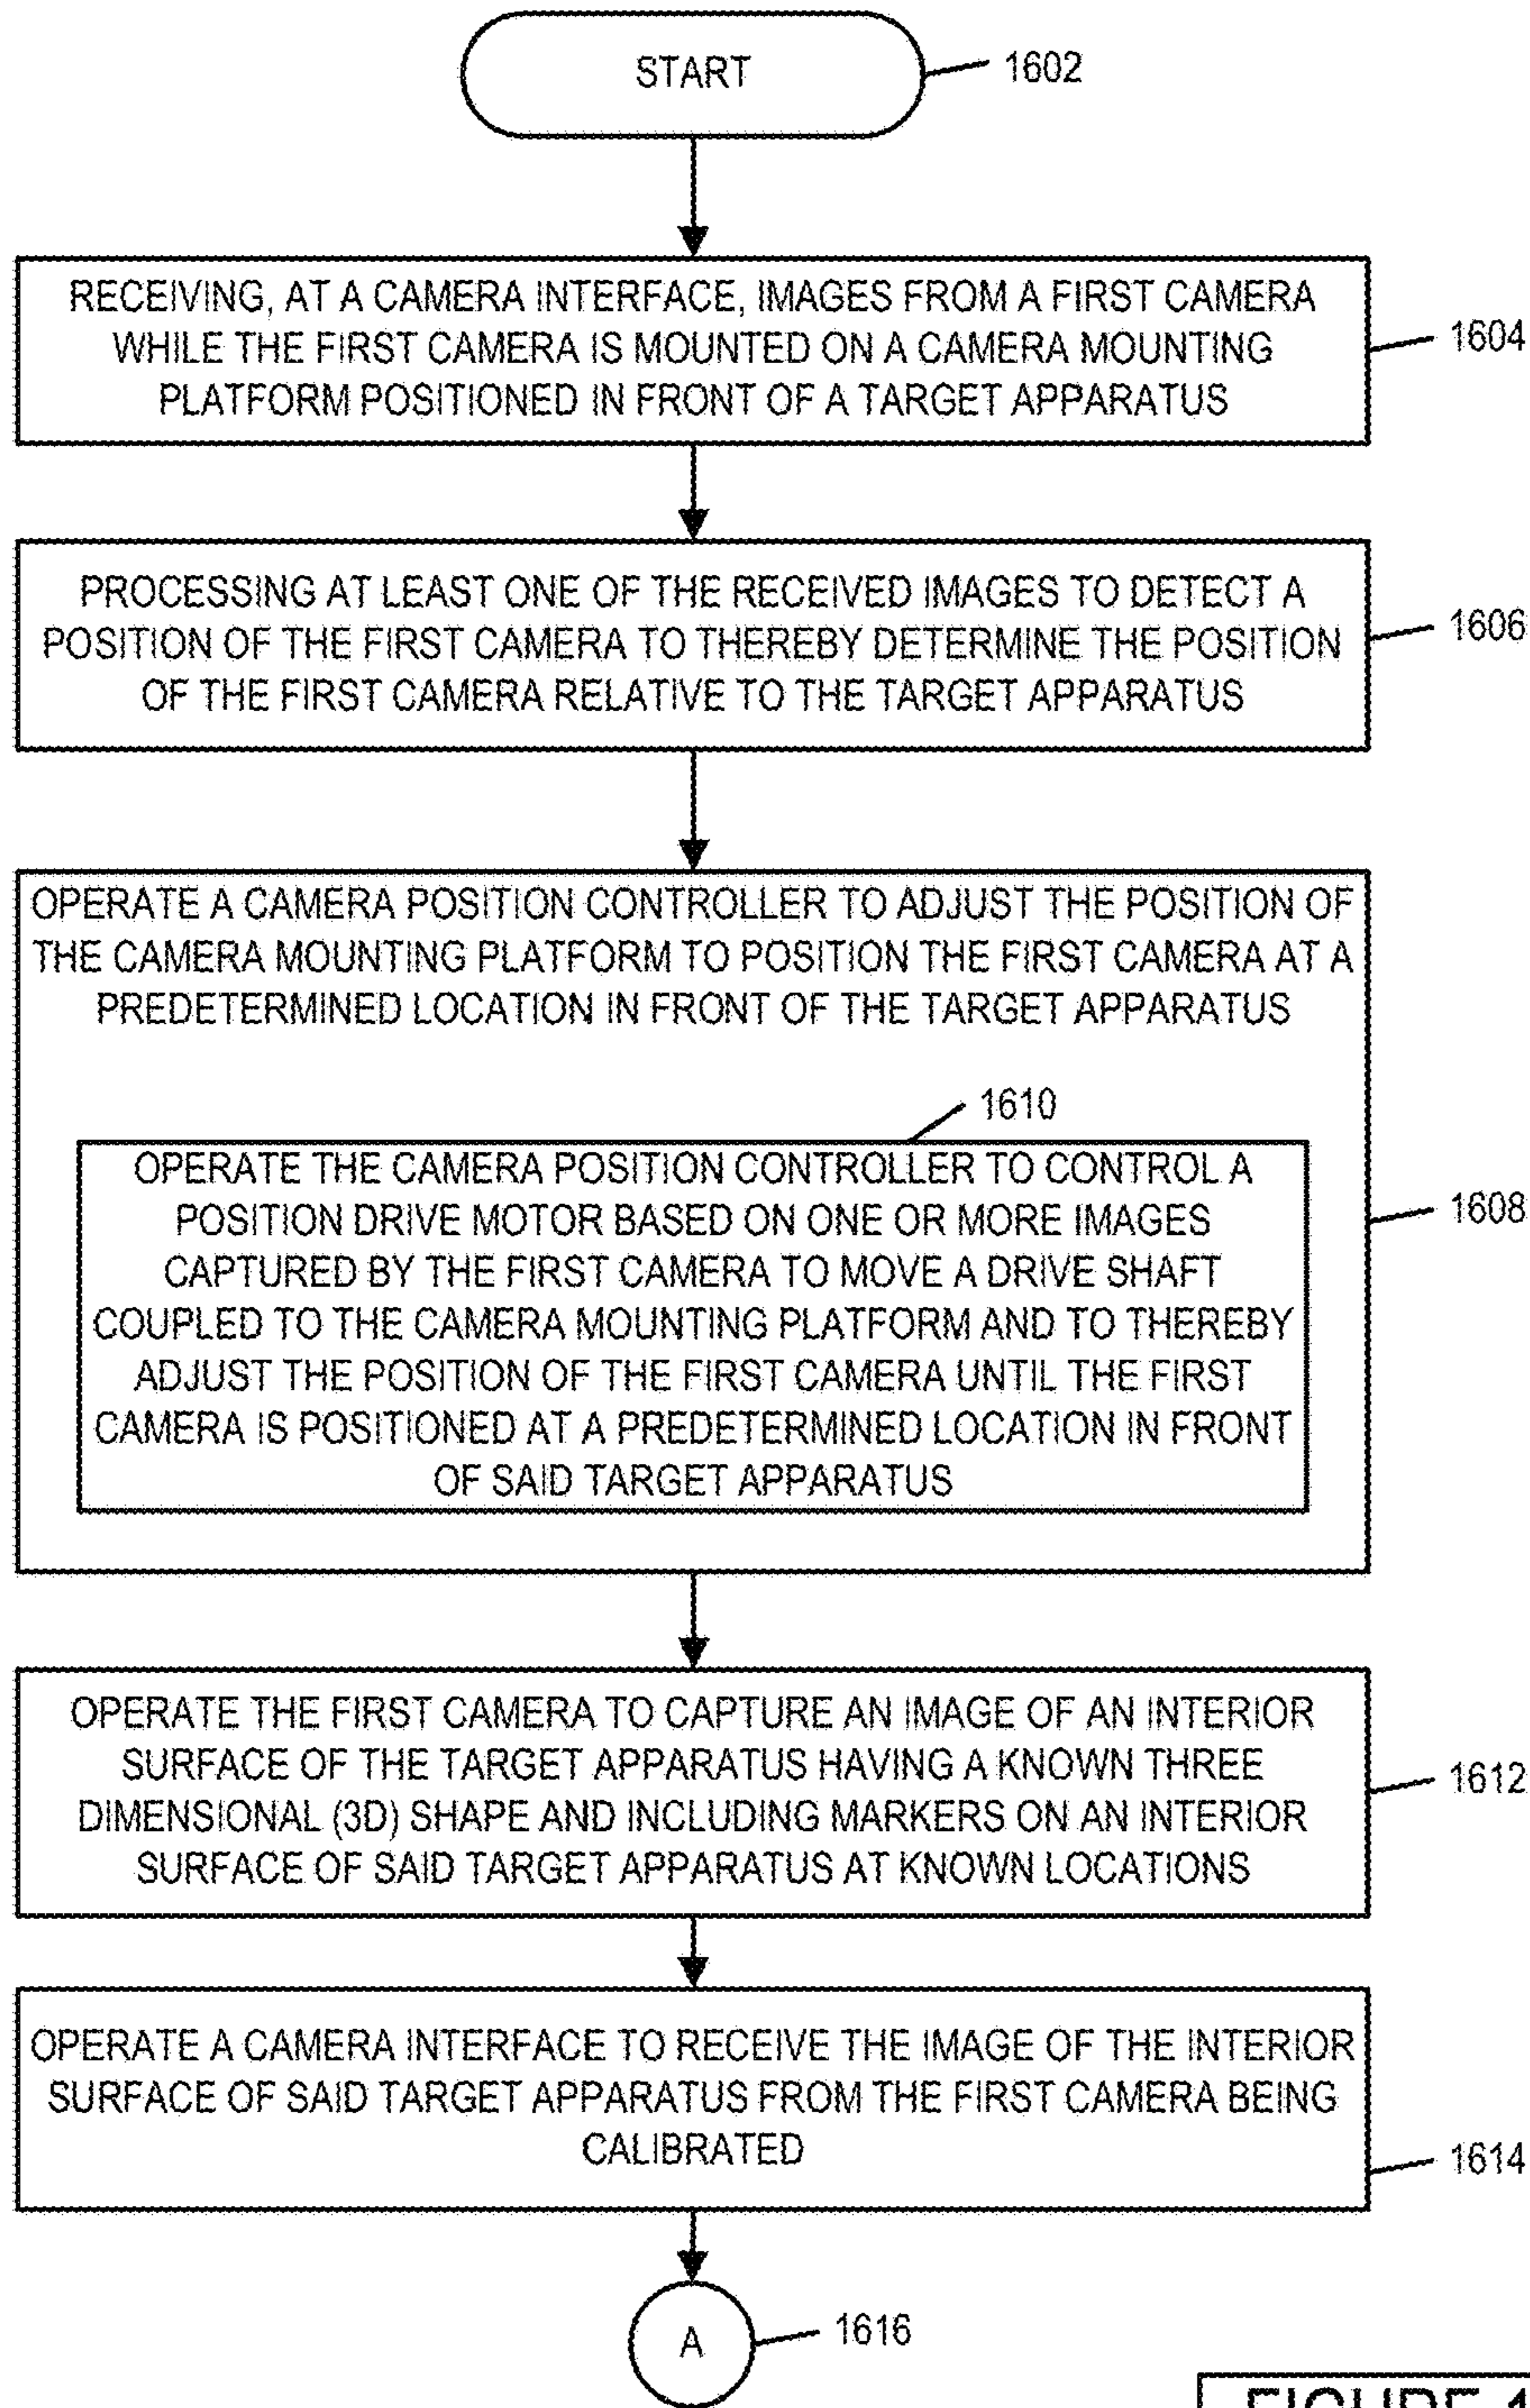 START
1602
RECEIVING, AT A CAMERA INTERFACE, IMAGES FROM A FIRST CAMERA
WHILE THE FIRST CAMERA IS MOUNTED ON A CAMERA MOUNTING
PLATFORM POSITIONED IN FRONT OF A TARGET APPARATUS
1604
PROCESSING AT LEAST ONE OF THE RECEIVED IMAGES TO DETECT A
POSITION OF THE FIRST CAMERA TO THEREBY DETERMINE THE POSITION
OF THE FIRST CAMERA RELATIVE TO THE TARGET APPARATUS
1606
OPERATE A CAMERA POSITION CONTROLLER TO ADJUST THE POSITION OF
THE CAMERA MOUNTING PLATFORM TO POSITION THE FIRST CAMERA AT A
PREDETERMINED LOCATION IN FRONT OF THE TARGET APPARATUS
1610
OPERATE THE CAMERA POSITION CONTROLLER TO CONTROL A
POSITION DRIVE MOTOR BASED ON ONE OR MORE IMAGES
CAPTURED BY THE FIRST CAMERA TO MOVE A DRIVE SHAFT
COUPLED TO THE CAMERA MOUNTING PLATFORM AND TO THEREBY
ADJUST THE POSITION OF THE FIRST CAMERA UNTIL THE FIRST
CAMERA IS POSITIONED AT A PREDETERMINED LOCATION IN FRONT
OF SAID TARGET APPARATUS
1608
OPERATE THE FIRST CAMERA TO CAPTURE AN IMAGE OF AN INTERIOR
SURFACE OF THE TARGET APPARATUS HAVING A KNOWN THREE
DIMENSIONAL (3D) SHAPE AND INCLUDING MARKERS ON AN INTERIOR
SURFACE OF SAID TARGET APPARATUS AT KNOWN LOCATIONS
1612
OPERATE A CAMERA INTERFACE TO RECEIVE THE IMAGE OF THE INTERIOR
SURFACE OF SAID TARGET APPARATUS FROM THE FIRST CAMERA BEING
CALIBRATED
1614
A
1616